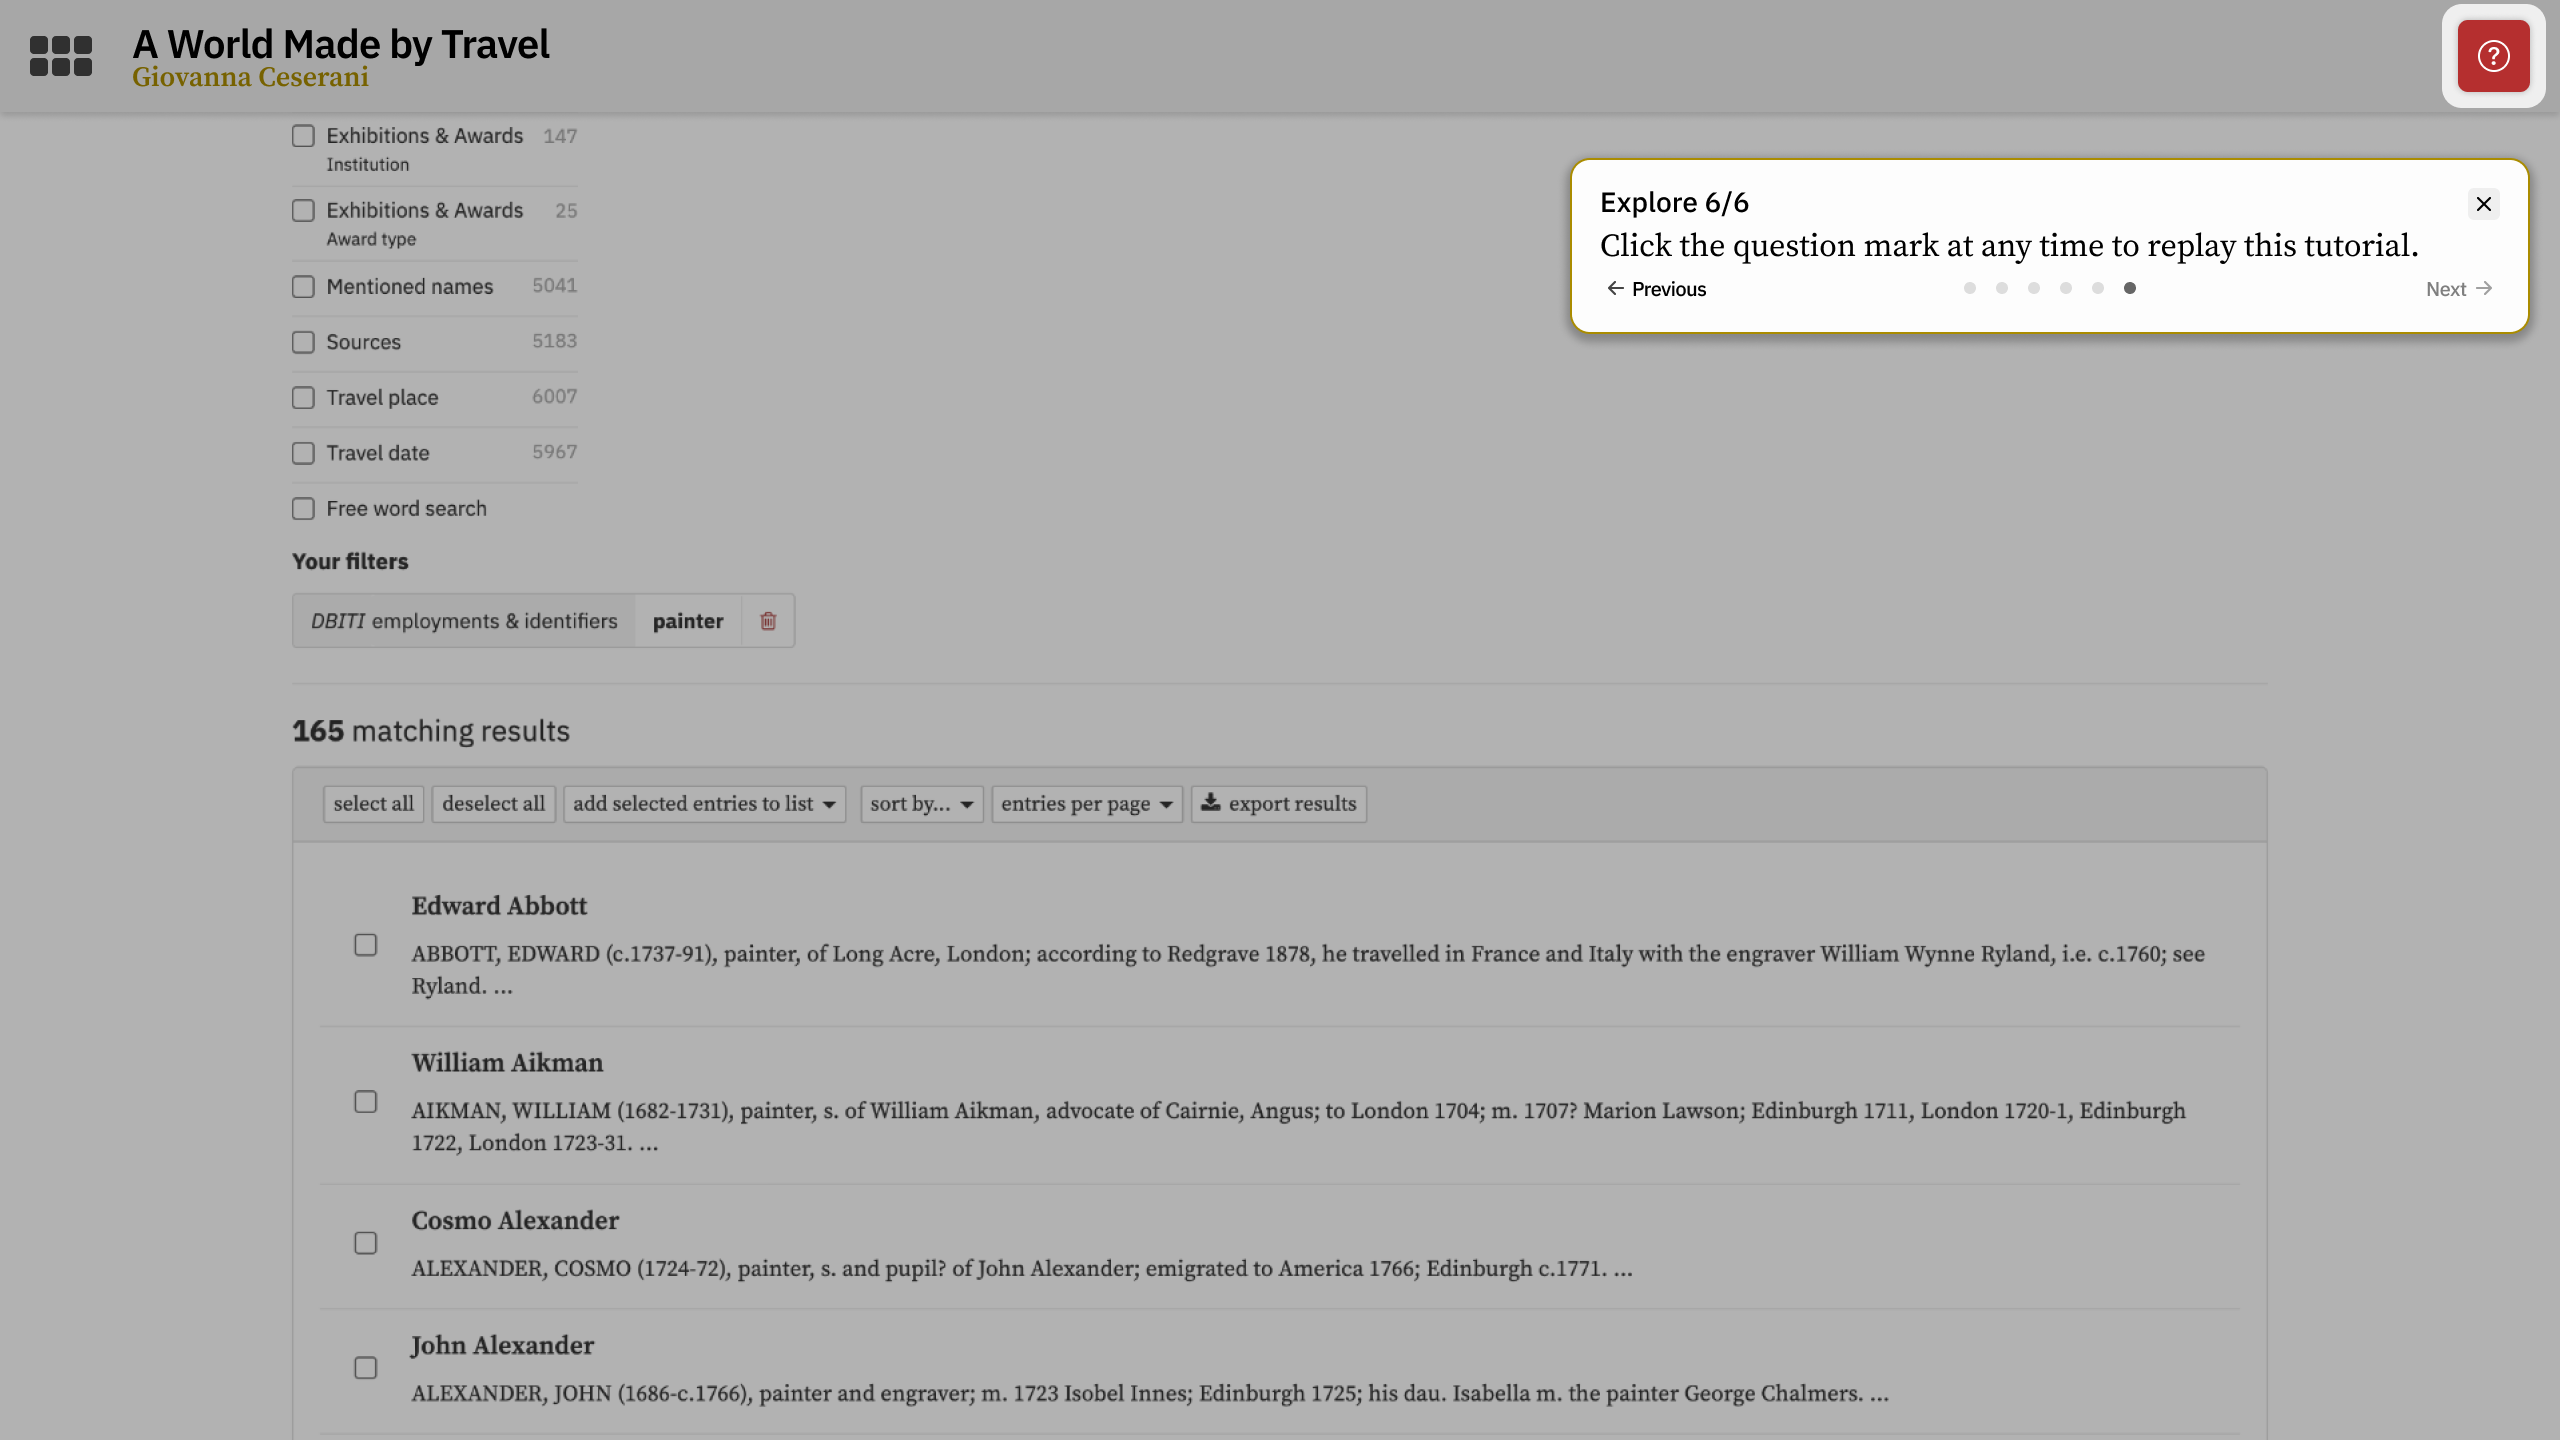 A World Made by Travel
Giovanna Ceserani
Explore 6/6
Click the question mark at any time to replay this tutorial.
Previous
Next
Exhibitions & Awards 147
Institution
Exhibitions & Awards 25
Award type
Mentioned names 5041
Sources 5183
Travel place 6007
Travel date 5967
Free word search
Your filters
DBITI employments & identifiers painter
165 matching results
select all deselect all add selected entries to list sort by... entries per page export results
Edward Abbott
ABBOTT, EDWARD (c.1737-91), painter, of Long Acre, London; according to Redgrave 1878, he travelled in France and Italy with the engraver William Wynne Ryland, i.e. c.1760; see
Ryland. ...
William Aikman
AIKMAN, WILLIAM (1682-1731), painter, s. of William Aikman, advocate of Cairnie, Angus; to London 1704; m. 1707? Marion Lawson; Edinburgh 1711, London 1720-1, Edinburgh
1722, London 1723-31. ...
Cosmo Alexander
ALEXANDER, COSMO (1724-72), painter, s. and pupil? of John Alexander; emigrated to America 1766; Edinburgh c.1771. ...
John Alexander
ALEXANDER, JOHN (1686-c.1766), painter and engraver; m. 1723 Isobel Innes; Edinburgh 1725; his dau. Isabella m. the painter George Chalmers. ...